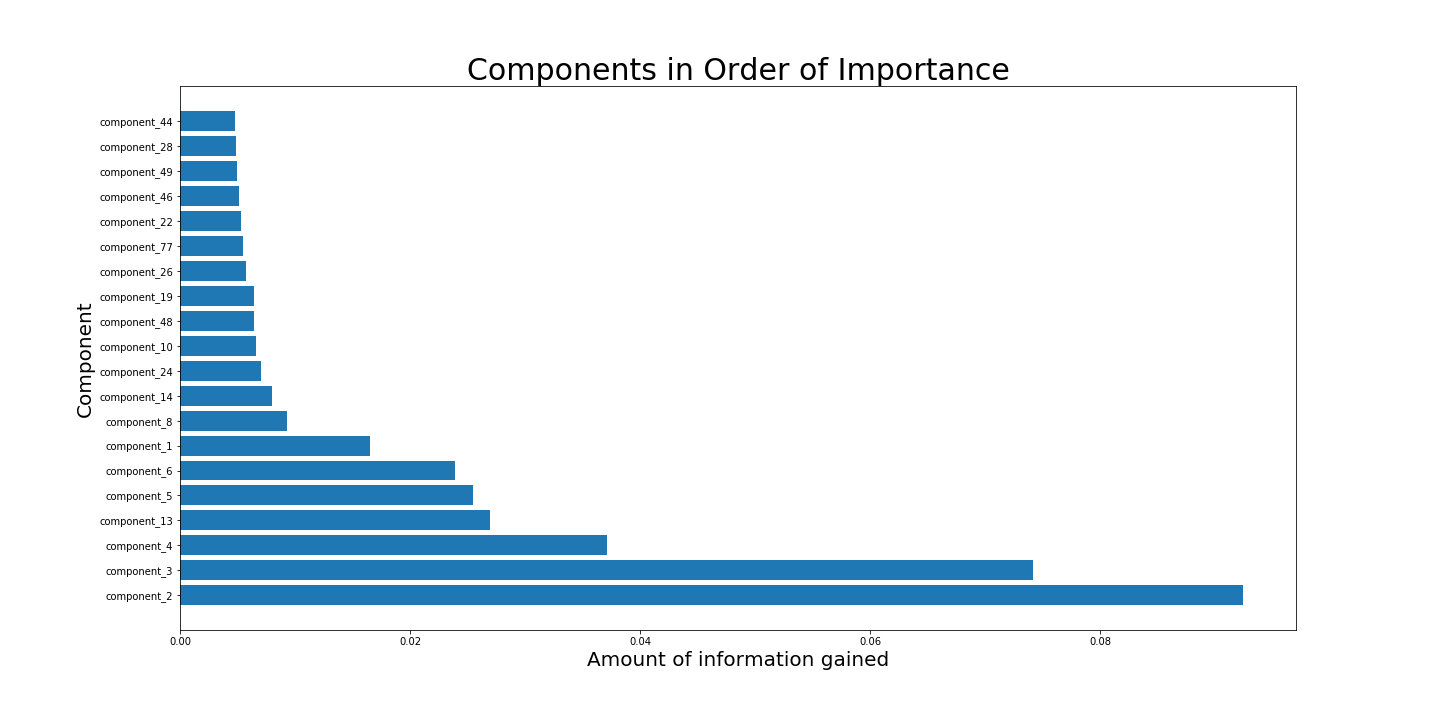 Components in Order of Importance
component_44
component_28
component_49
component_46
component_22
component_77
component_26
component_19
component_48
component_10
component_24
component_14
component_8
component_1
component_6
component_5
component_13
component_4
component_3
component_2
Component
0.00 0.02 0.04 0.06 0.08
Amount of information gained